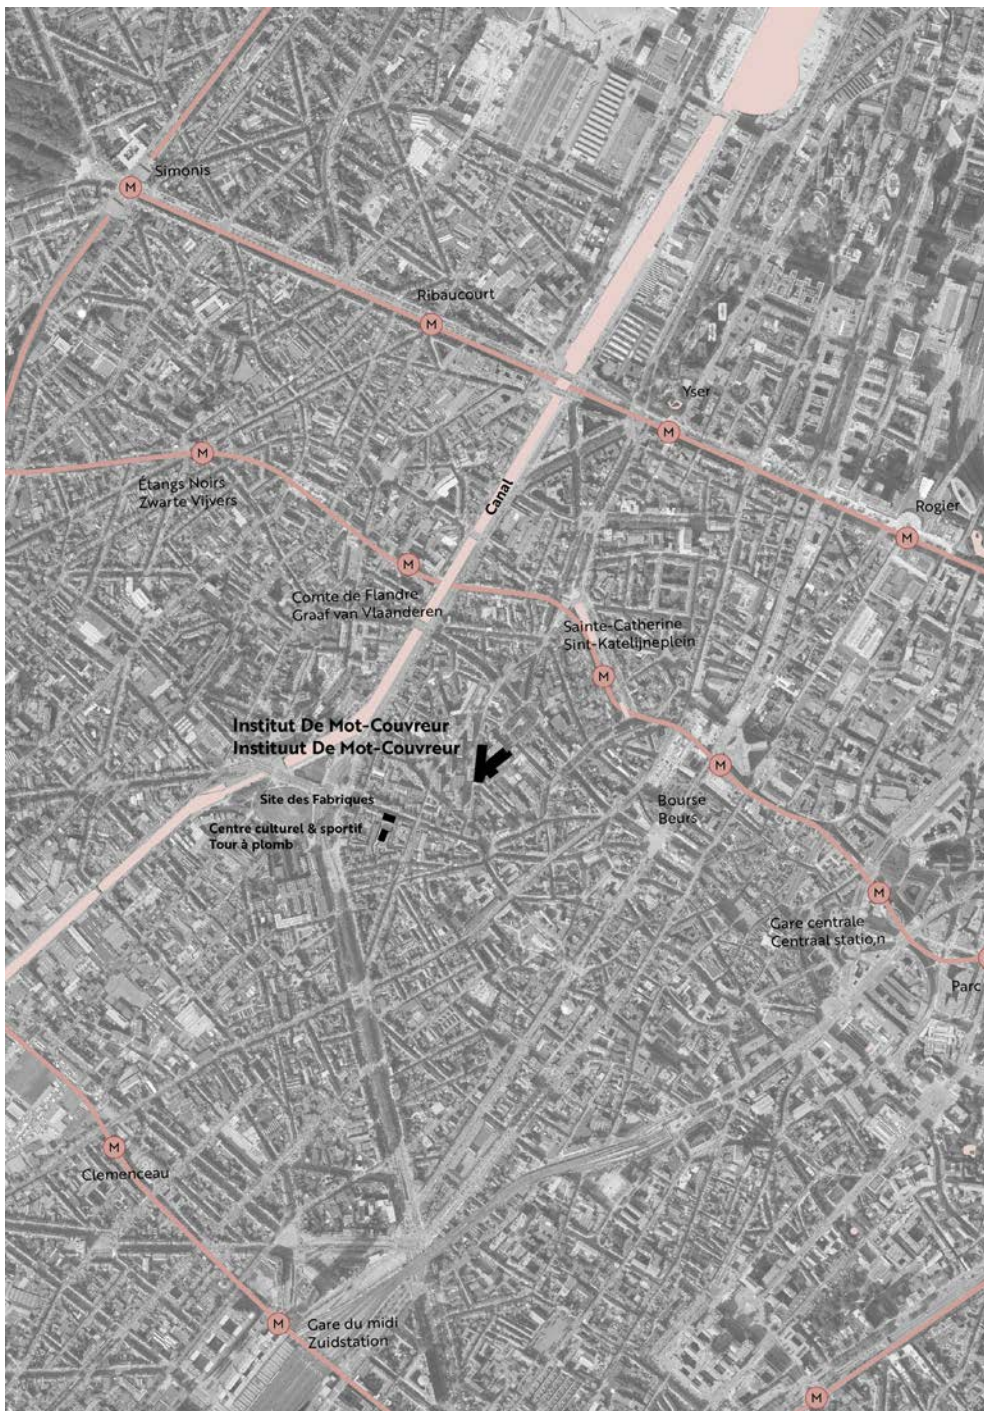 Simonis
M
Ribaucourt
M
Yser
M
M
Étangs Noirs
Zwarte Vijvers
Canal
Rogier
M
M
Comte de Flandre
Graaf van Vlaanderen
Sainte-Catherine
Sint-Katelijneplein
M
Institut De Mot-Couvreur
Instituut De Mot-Couvreur
M
Site des Fabriques
Bourse
Beurs
Centre culturel & sportif
Tour à plomb
M
Gare centrale
Centraal statio,n
Parc
M
Clemenceau
M
Gare du midi
Zuidstation
M